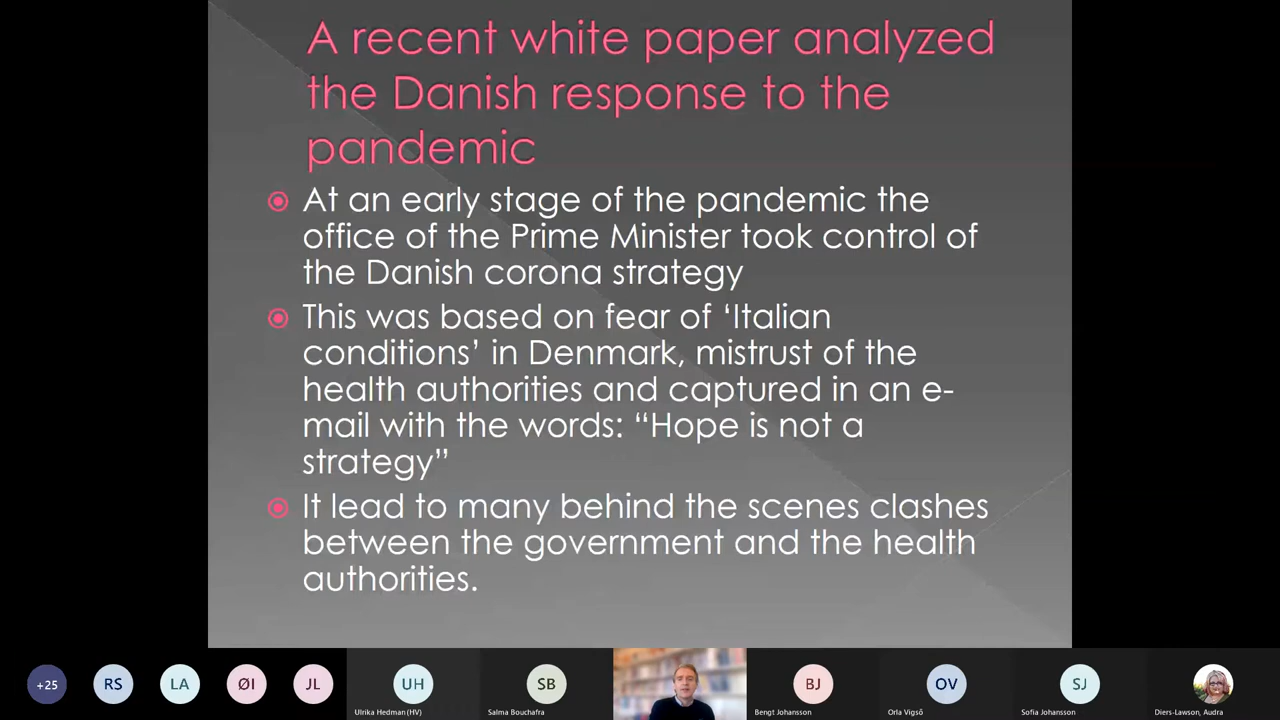 A recent white paper analyzed
the Danish response to the
pandemic
At an early stage of the pandemic the
office of the Prime Minister took control of
the Danish corona strategy
This was based on fear of ‘Italian
conditions’ in Denmark, mistrust of the
health authorities and captured in an e-
mail with the words: “Hope is not a
strategy”
It lead to many behind the scenes clashes
between the government and the health
authorities.
+25
RS
LA
ØI
JL
UH
SB
BJ
OV
SJ
Ulrika Hedman (HV)
Salma Bouchafra
Bengt Johansson
Orla Vigsö
Sofia Johansson
Diers-Lawson, Audra